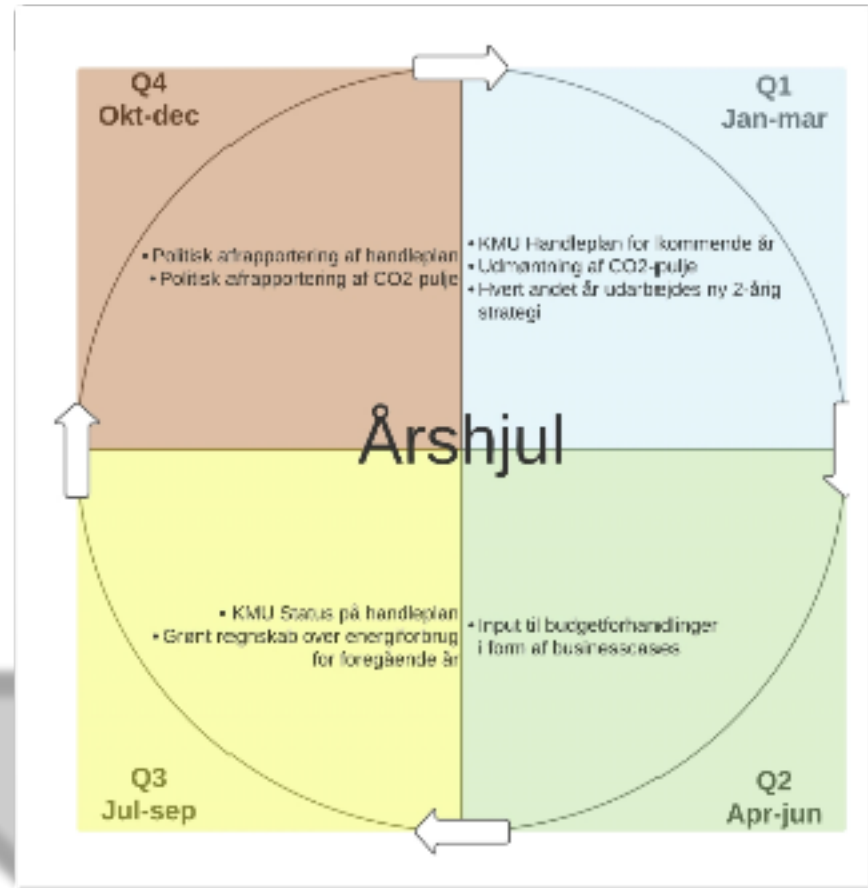 Q4
Okt-dec
Q1
Jan-mar
• Politisk afrapportering af handleplan
• Politisk afrapportering af CO2 pulje
• KMU Handleplan for kommende år
• Udmøntning af CO2-pulje
• Hvert andet år udarbejdes ny 2-årig
strategi
Årshjul
• KMU Status på handleplan
• Grønt regnskab over energiforbrug
for foregående år
• Input til budgetforhandlinger
i form af businesscases
Q3
Jul-sep
Q2
Apr-jun